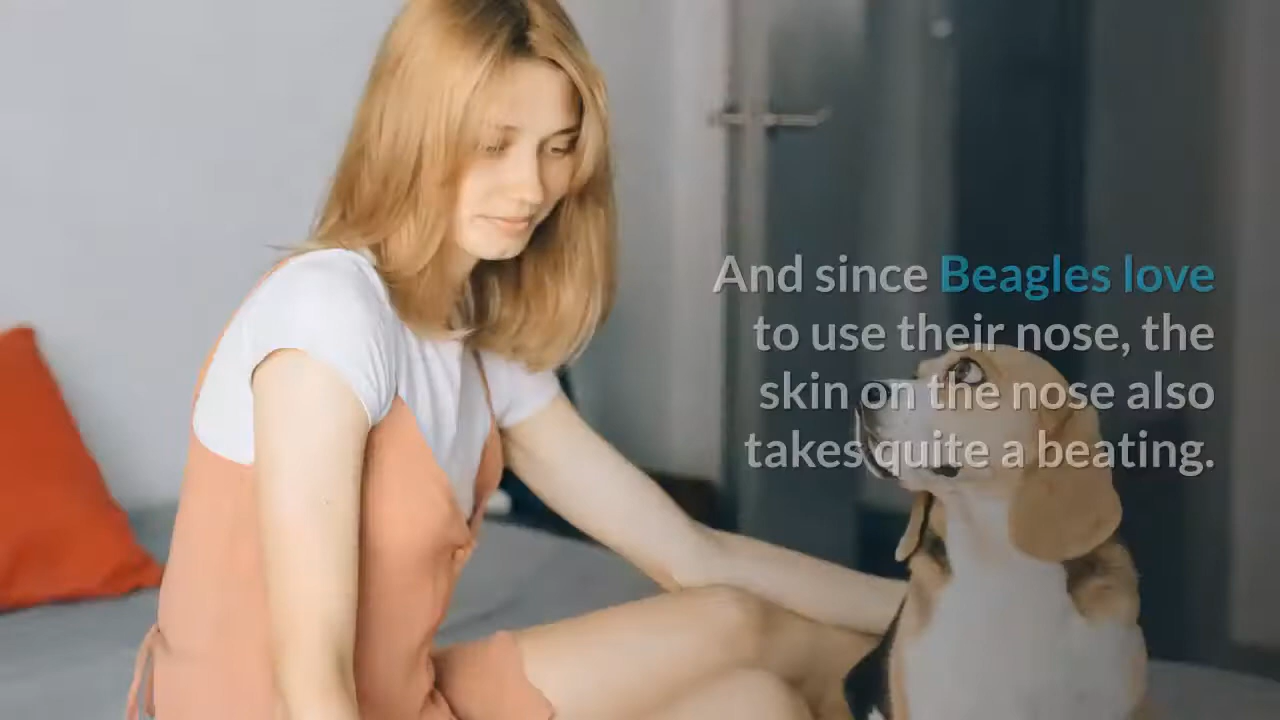 And since Beagles love
to use their nose, the
skin on the nose also
takes quite a beating.